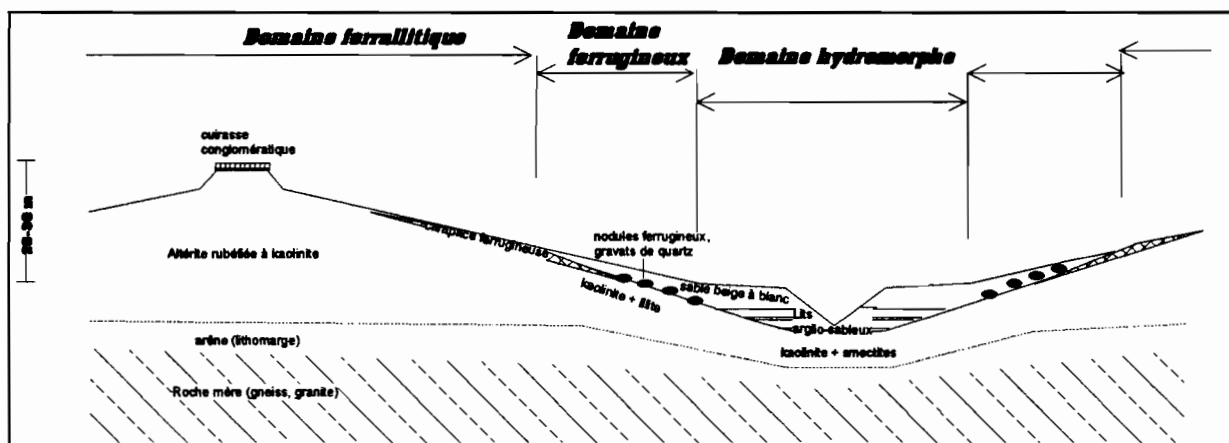 Domaine ferrallitique
Domaine
ferrugineux
Domaine hydromorphe
cuirasse
conglomératique
Altérite rubéfiée à kaolinite
carapace ferrugineuse
nodules ferrugineux,
gravats de quartz
kaolinite + illite
sable beige à blanc
Lits
argilo-sableux
kaolinite + smectites
arène (lithomarge)
Roche mère (gneiss, granite)